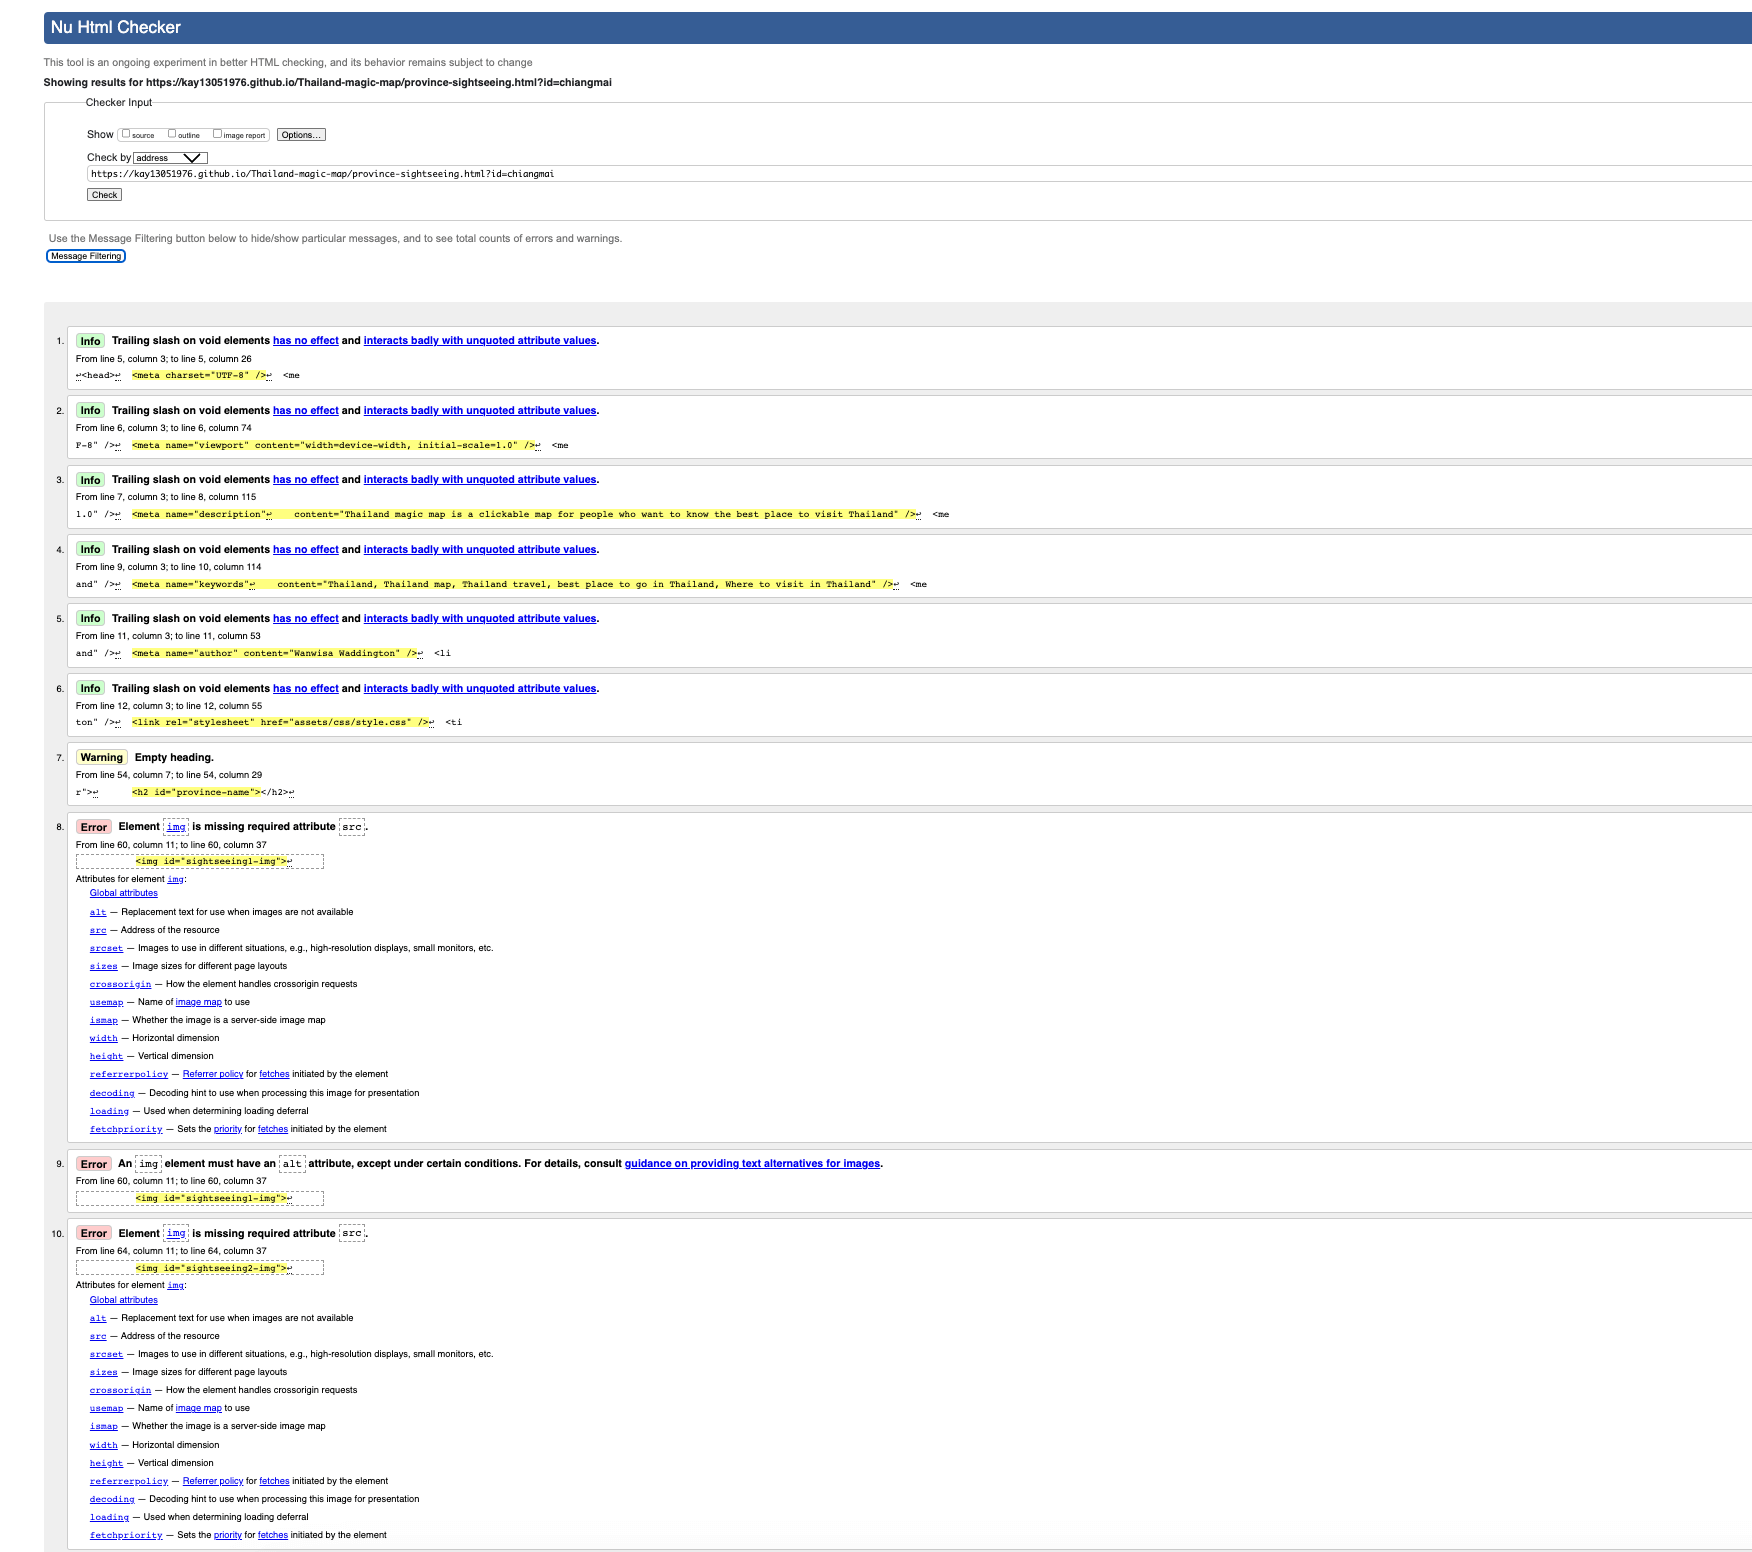 Nu Html Checker
This tool is an ongoing experiment in better HTML checking, and its behavior remains subject to change
Showing results for https://kay13051976.github.io/Thailand-magic-map/province-sightseeing.html?id=chiangmai
Checker Input
Show source outline image report Options...
Check by address
https://kay13051976.github.io/Thailand-magic-map/province-sightseeing.html?id=chiangmai
Check
Use the Message Filtering button below to hide/show particular messages, and to see total counts of errors and warnings.
Message Filtering
1. Info Trailing slash on void elements has no effect and interacts badly with unquoted attribute values.
From line 5, column 3; to line 5, column 26
↩<head>↩ <meta charset="UTF-8" />↩ <me
2. Info Trailing slash on void elements has no effect and interacts badly with unquoted attribute values.
From line 6, column 3; to line 6, column 74
F-8" />↩ <meta name="viewport" content="width=device-width, initial-scale=1.0" />↩ <me
3. Info Trailing slash on void elements has no effect and interacts badly with unquoted attribute values.
From line 7, column 3; to line 8, column 115
1.0" />↩ <meta name="description"↩ content="Thailand magic map is a clickable map for people who want to know the best place to visit Thailand" />↩ <me
4. Info Trailing slash on void elements has no effect and interacts badly with unquoted attribute values.
From line 9, column 3; to line 10, column 114
and" />↩ <meta name="keywords"↩ content="Thailand, Thailand map, Thailand travel, best place to go in Thailand, Where to visit in Thailand" />↩ <me
5. Info Trailing slash on void elements has no effect and interacts badly with unquoted attribute values.
From line 11, column 3; to line 11, column 53
and" />↩ <meta name="author" content="Wanwisa Waddington" />↩ <li
6. Info Trailing slash on void elements has no effect and interacts badly with unquoted attribute values.
From line 12, column 3; to line 12, column 55
ton" />↩ <link rel="stylesheet" href="assets/css/style.css" />↩ <ti
7. Warning Empty heading.
From line 54, column 7; to line 54, column 29
r">↩ <h2 id="province-name"></h2>↩
8. Error Element img is missing required attribute src.
From line 60, column 11; to line 60, column 37
<img id="sightseeing1-img">↩
Attributes for element img:
Global attributes
alt — Replacement text for use when images are not available
src — Address of the resource
srcset — Images to use in different situations, e.g., high-resolution displays, small monitors, etc.
sizes — Image sizes for different page layouts
crossorigin — How the element handles crossorigin requests
usemap — Name of image map to use
ismap — Whether the image is a server-side image map
width — Horizontal dimension
height — Vertical dimension
referrerpolicy — Referrer policy for fetches initiated by the element
decoding — Decoding hint to use when processing this image for presentation
loading — Used when determining loading deferral
fetchpriority — Sets the priority for fetches initiated by the element
9. Error An img element must have an alt attribute, except under certain conditions. For details, consult guidance on providing text alternatives for images.
From line 60, column 11; to line 60, column 37
<img id="sightseeing1-img">↩
10. Error Element img is missing required attribute src.
From line 64, column 11; to line 64, column 37
<img id="sightseeing2-img">↩
Attributes for element img:
Global attributes
alt — Replacement text for use when images are not available
src — Address of the resource
srcset — Images to use in different situations, e.g., high-resolution displays, small monitors, etc.
sizes — Image sizes for different page layouts
crossorigin — How the element handles crossorigin requests
usemap — Name of image map to use
ismap — Whether the image is a server-side image map
width — Horizontal dimension
height — Vertical dimension
referrerpolicy — Referrer policy for fetches initiated by the element
decoding — Decoding hint to use when processing this image for presentation
loading — Used when determining loading deferral
fetchpriority — Sets the priority for fetches initiated by the element